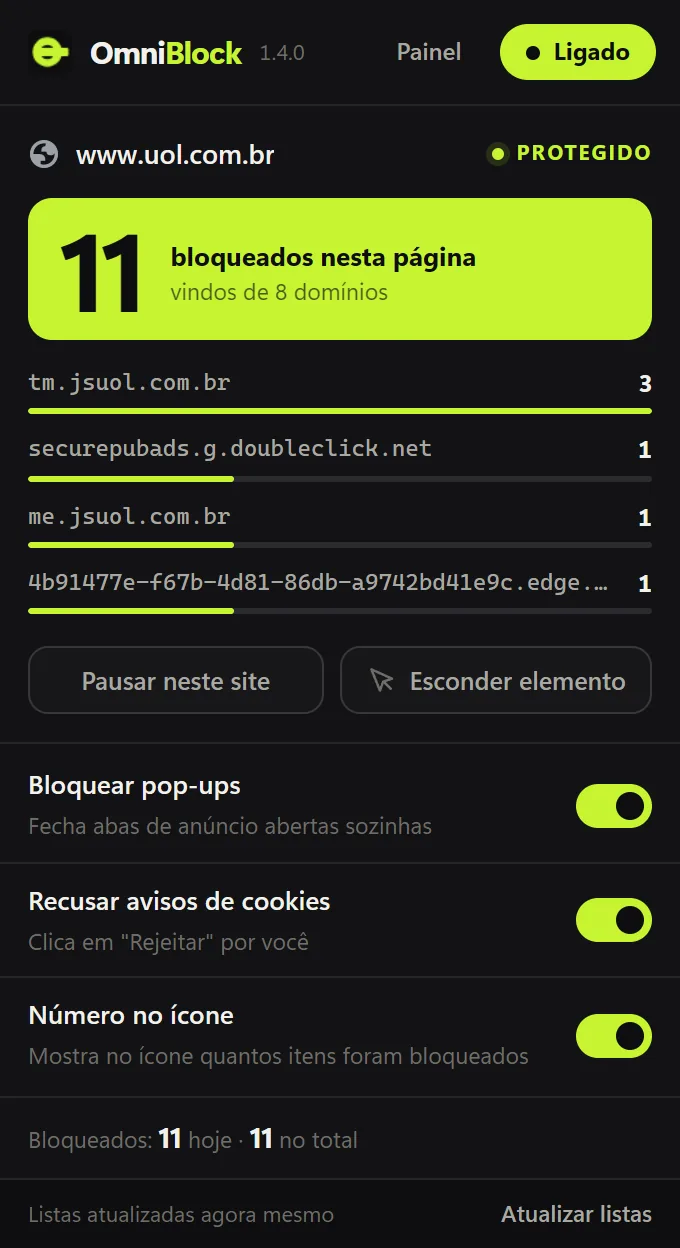 OmniBlock 1.4.0 Painel Ligado
www.uol.com.br PROTEGIDO
11 bloqueados nesta página
vindos de 8 domínios
tm.jsuol.com.br 3
securepubads.g.doubleclick.net 1
me.jsuol.com.br 1
4b91477e-f67b-4d81-86db-a9742bd41e9c.edge.… 1
Pausar neste site Esconder elemento
Bloquear pop-ups
Fecha abas de anúncio abertas sozinhas
Recusar avisos de cookies
Clica em "Rejeitar" por você
Número no ícone
Mostra no ícone quantos itens foram bloqueados
Bloqueados: 11 hoje · 11 no total
Listas atualizadas agora mesmo Atualizar listas